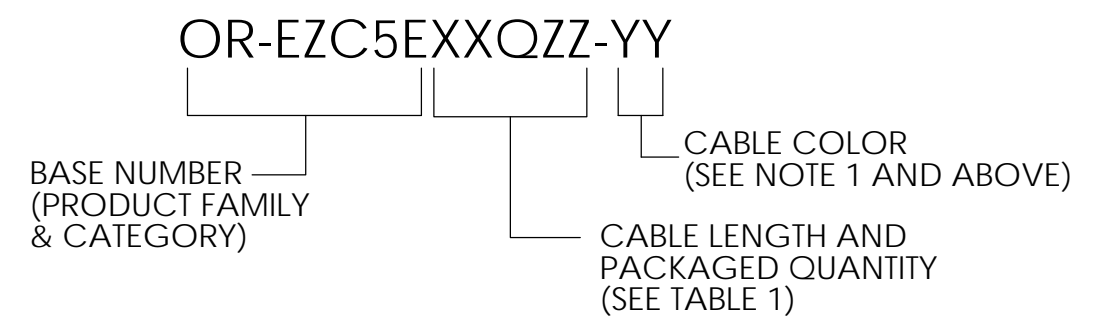 OR-EZC5EXXQZZ-YY
BASE NUMBER
(PRODUCT FAMILY
& CATEGORY)
CABLE COLOR
(SEE NOTE 1 AND ABOVE)
CABLE LENGTH AND
PACKAGED QUANTITY
(SEE TABLE 1)